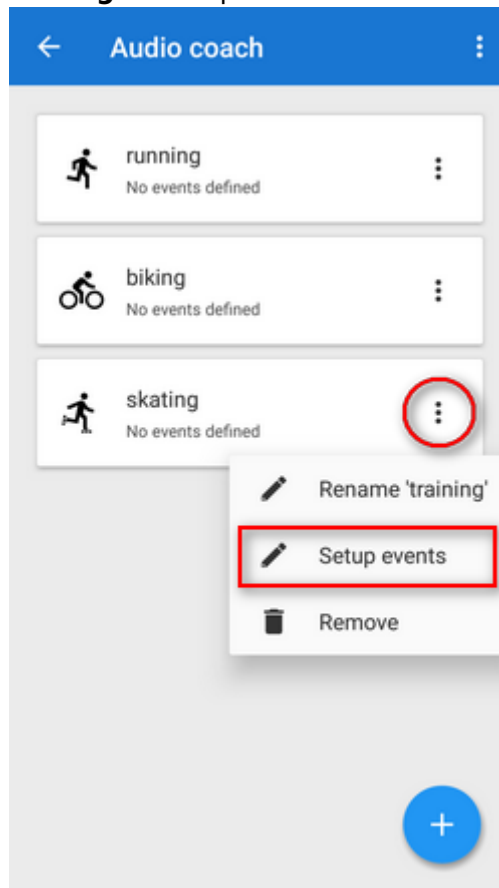 Audio coach
running
No events defined
biking
No events defined
skating
No events defined
Rename 'training'
Setup events
Remove